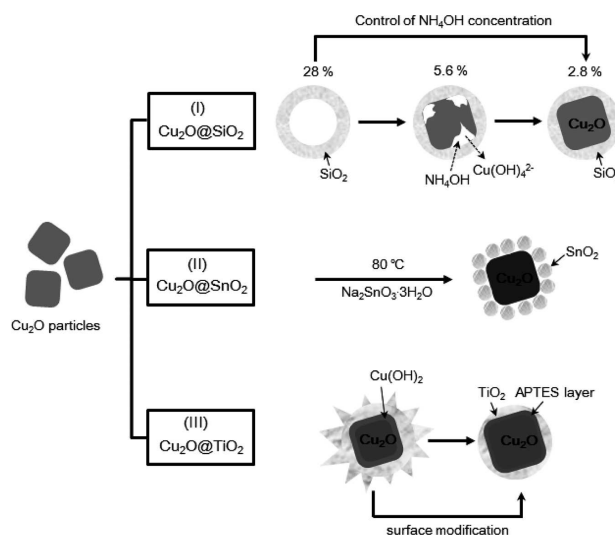 Control of NH₄OH concentration
28 %
5.6 %
2.8 %
(I)
Cu₂O@SiO₂
Cu₂O
SiO₂
NH₄OH
Cu(OH)₄²⁻
SiO
(II)
Cu₂O@SnO₂
80 ℃
Na₂SnO₃·3H₂O
Cu₂O
SnO₂
Cu₂O particles
(III)
Cu₂O@TiO₂
Cu(OH)₂
Cu₂O
TiO₂ APTES layer
Cu₂O
surface modification